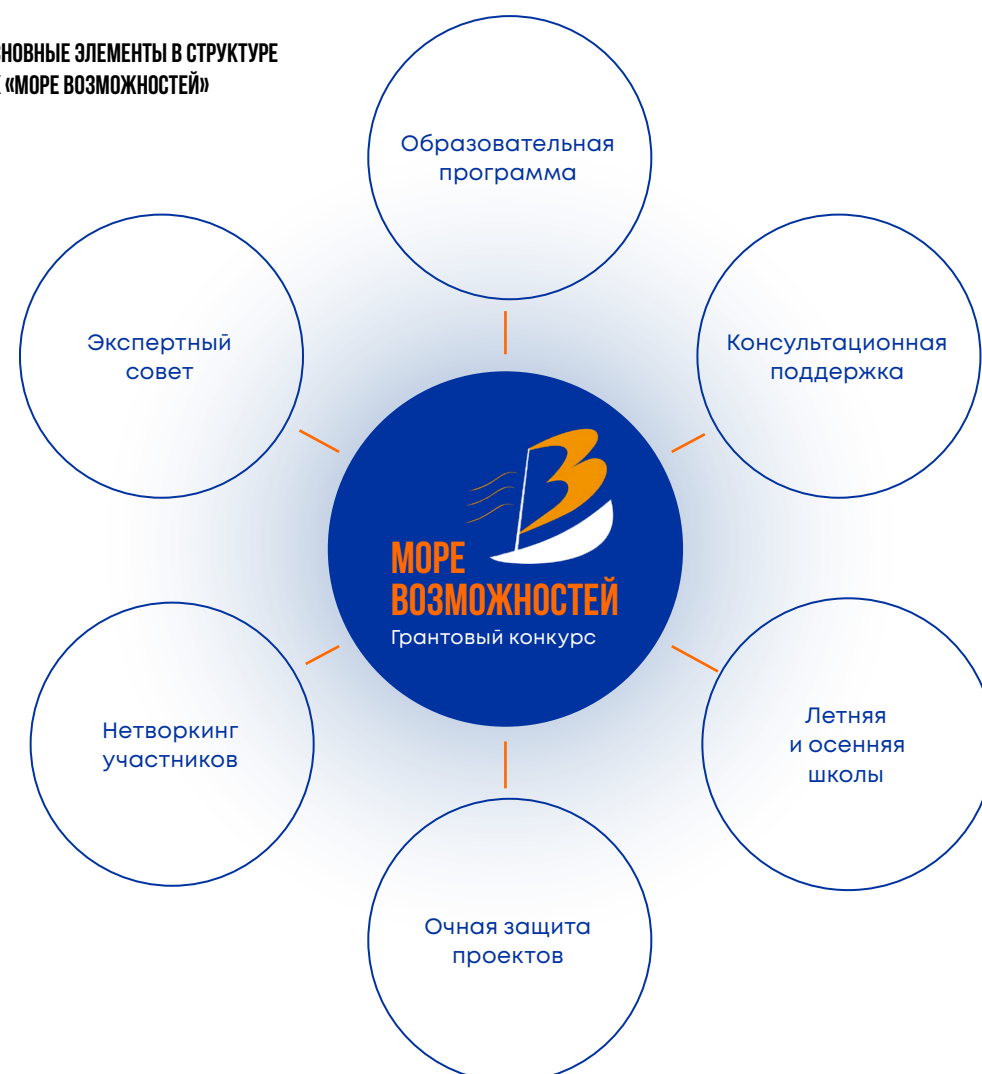 НОВНЫЕ ЭЛЕМЕНТЫ В СТРУКТУРЕ
«МОРЕ ВОЗМОЖНОСТЕЙ»
Образовательная
программа
Экспертный
совет
Консультационная
поддержка
МОРЕ
ВОЗМОЖНОСТЕЙ
Грантовый конкурс
Нетворкинг
участников
Летняя
и осенняя
школы
Очная защита
проектов